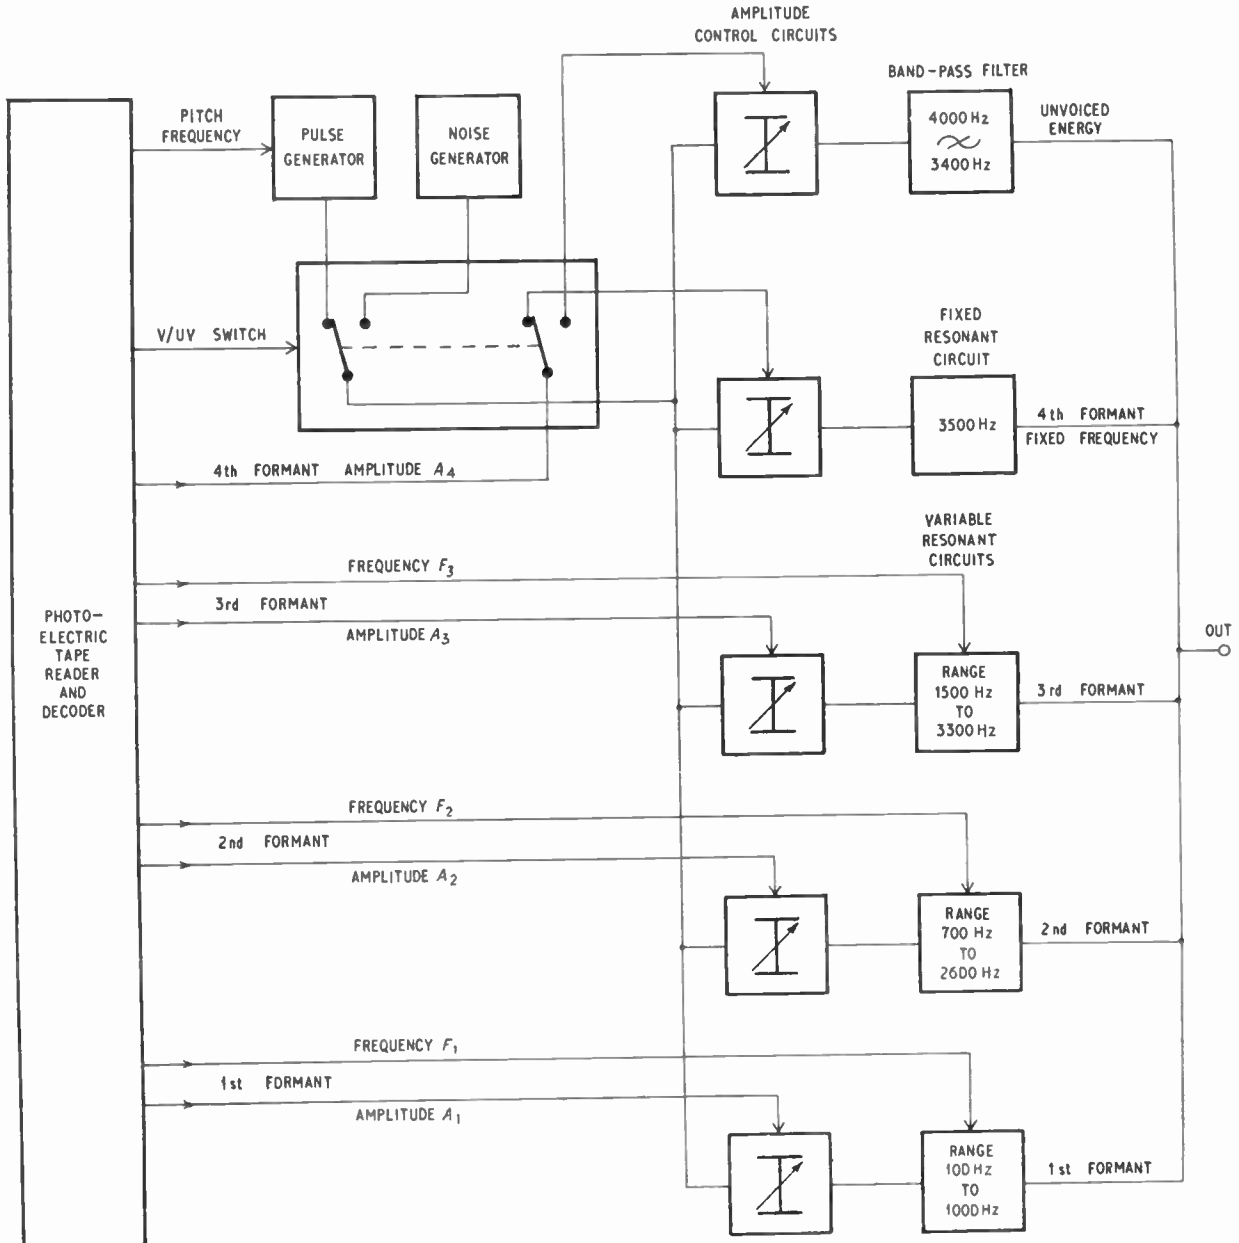 AMPLITUDE
CONTROL CIRCUITS
BAND-PASS FILTER
PITCH
FREQUENCY
PULSE
GENERATOR
NOISE
GENERATOR
4000 Hz
3400 Hz
UNVOICED
ENERGY
V/UV SWITCH
FIXED
RESONANT
CIRCUIT
3500 Hz
4th FORMANT
FIXED FREQUENCY
4th FORMANT AMPLITUDE A4
VARIABLE
RESONANT
CIRCUITS
FREQUENCY F3
3rd FORMANT
AMPLITUDE A3
PHOTO-
ELECTRIC
TAPE
READER
AND
DECODER
RANGE
1500 Hz
TO
3300 Hz
3rd FORMANT
OUT
FREQUENCY F2
2nd FORMANT
AMPLITUDE A2
RANGE
700 Hz
TO
2600 Hz
2nd FORMANT
FREQUENCY F1
1st FORMANT
AMPLITUDE A1
RANGE
100 Hz
TO
1000 Hz
1st FORMANT